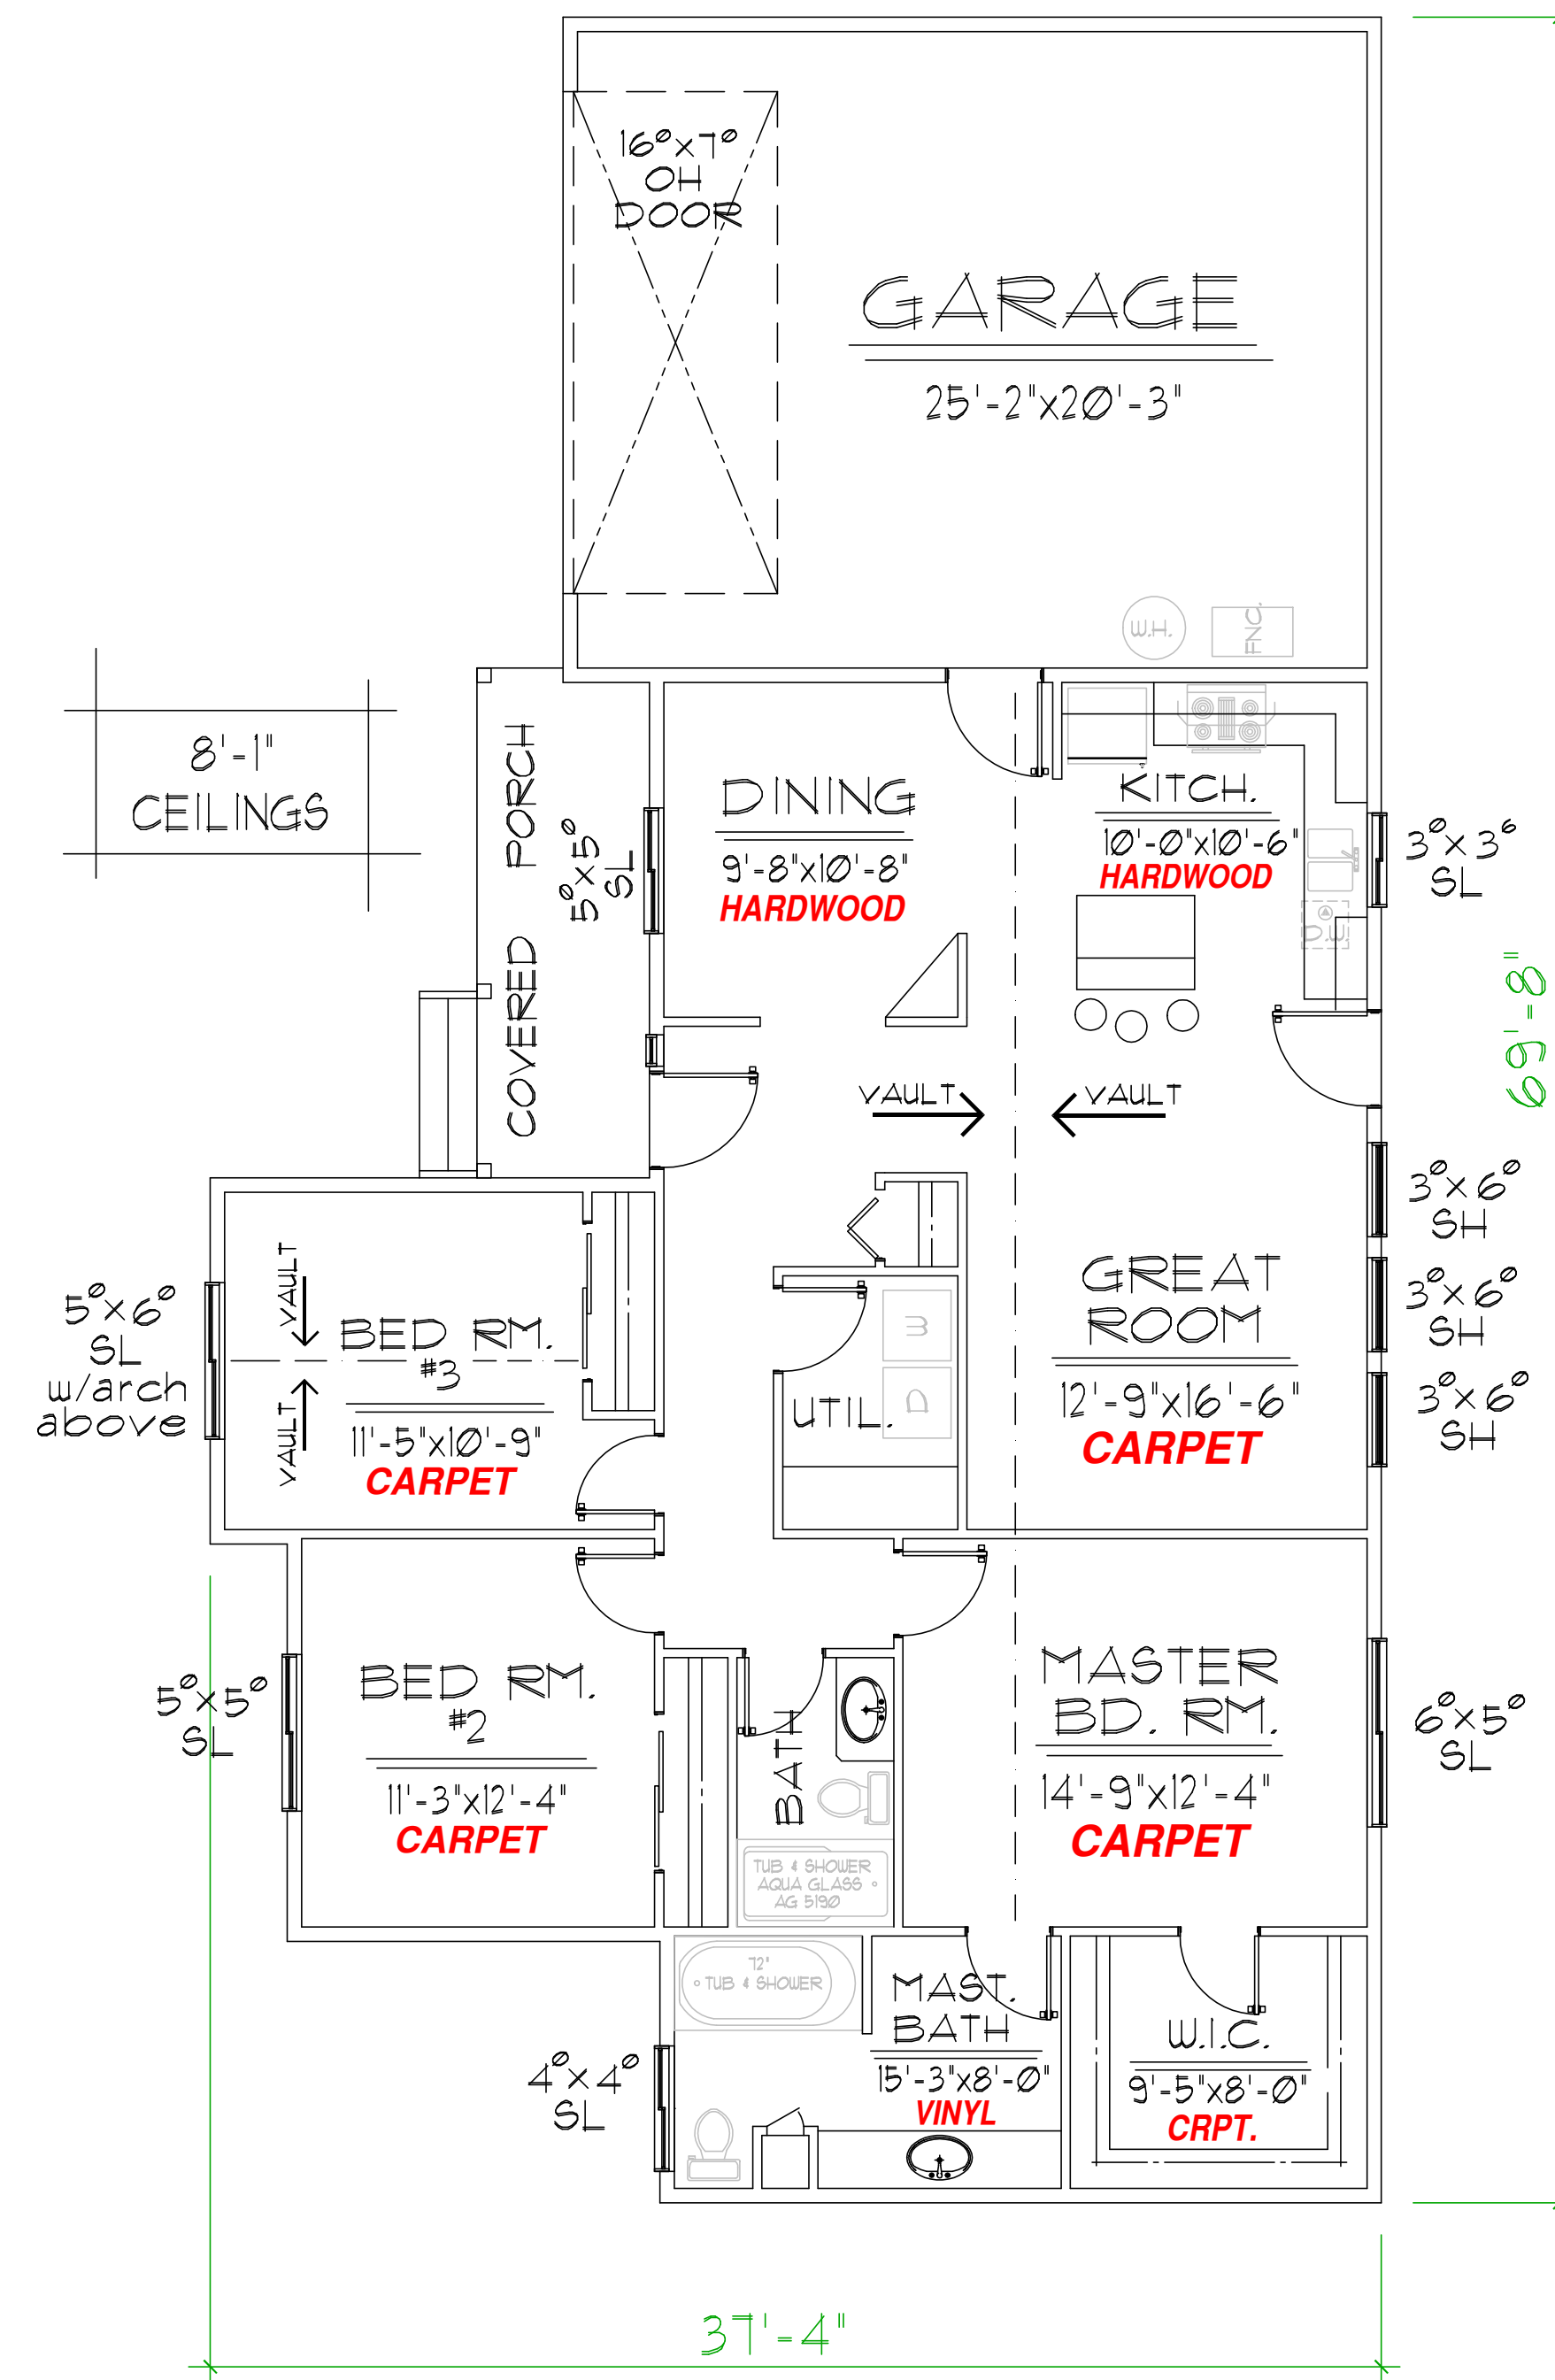 16⁰x7⁰
OH
DOOR
GARAGE
25'-2"x20'-3"
W.H.
FNC.
8'-1"
CEILINGS
COVERED PORCH
5⁰x5⁰
SL
DINING
9'-8"x10'-8"
HARDWOOD
KITCH.
10'-0"x10'-6"
HARDWOOD
D.W.
3⁰x3⁶
SL
69'-8"
VAULT
VAULT
3⁰x6⁰
SH
3⁰x6⁰
SH
3⁰x6⁰
SH
GREAT
ROOM
12'-9"x16'-6"
CARPET
W
D
UTIL.
5⁰x6⁰
SL
w/arch
above
VAULT
VAULT
BED RM.
#3
11'-5"x10'-9"
CARPET
5⁰x5⁰
SL
BED RM.
#2
11'-3"x12'-4"
CARPET
BATH
TUB & SHOWER
AQUA GLASS
AG 5190
MASTER
BD. RM.
14'-9"x12'-4"
CARPET
6⁰x5⁰
SL
72"
TUB & SHOWER
MAST.
BATH
15'-3"x8'-0"
VINYL
W.I.C.
9'-5"x8'-0"
CRPT.
4⁰x4⁰
SL
37'-4"